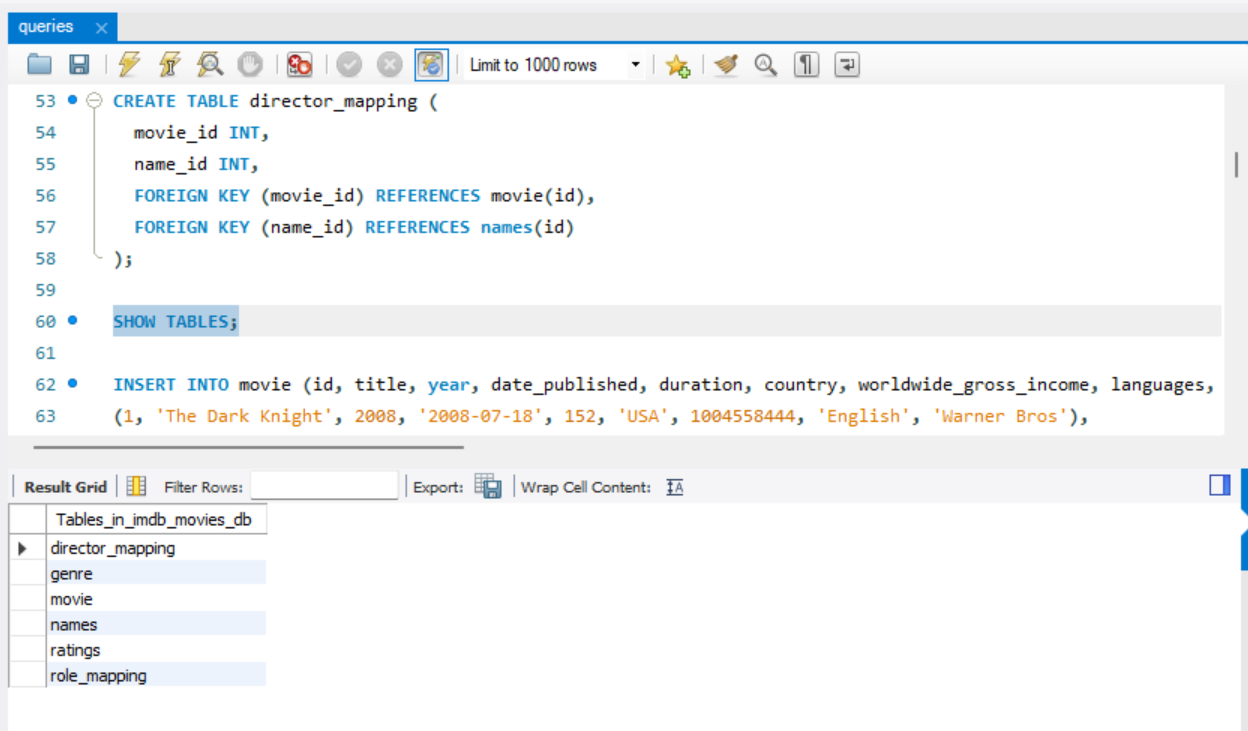 queries ×
Limit to 1000 rows
53 CREATE TABLE director_mapping (
54 movie_id INT,
55 name_id INT,
56 FOREIGN KEY (movie_id) REFERENCES movie(id),
57 FOREIGN KEY (name_id) REFERENCES names(id)
58 );
59
60 SHOW TABLES;
61
62 INSERT INTO movie (id, title, year, date_published, duration, country, worldwide_gross_income, languages,
63 (1, 'The Dark Knight', 2008, '2008-07-18', 152, 'USA', 1004558444, 'English', 'Warner Bros'),
Result Grid Filter Rows: Export: Wrap Cell Content: IA
Tables_in_imdb_movies_db
director_mapping
genre
movie
names
ratings
role_mapping